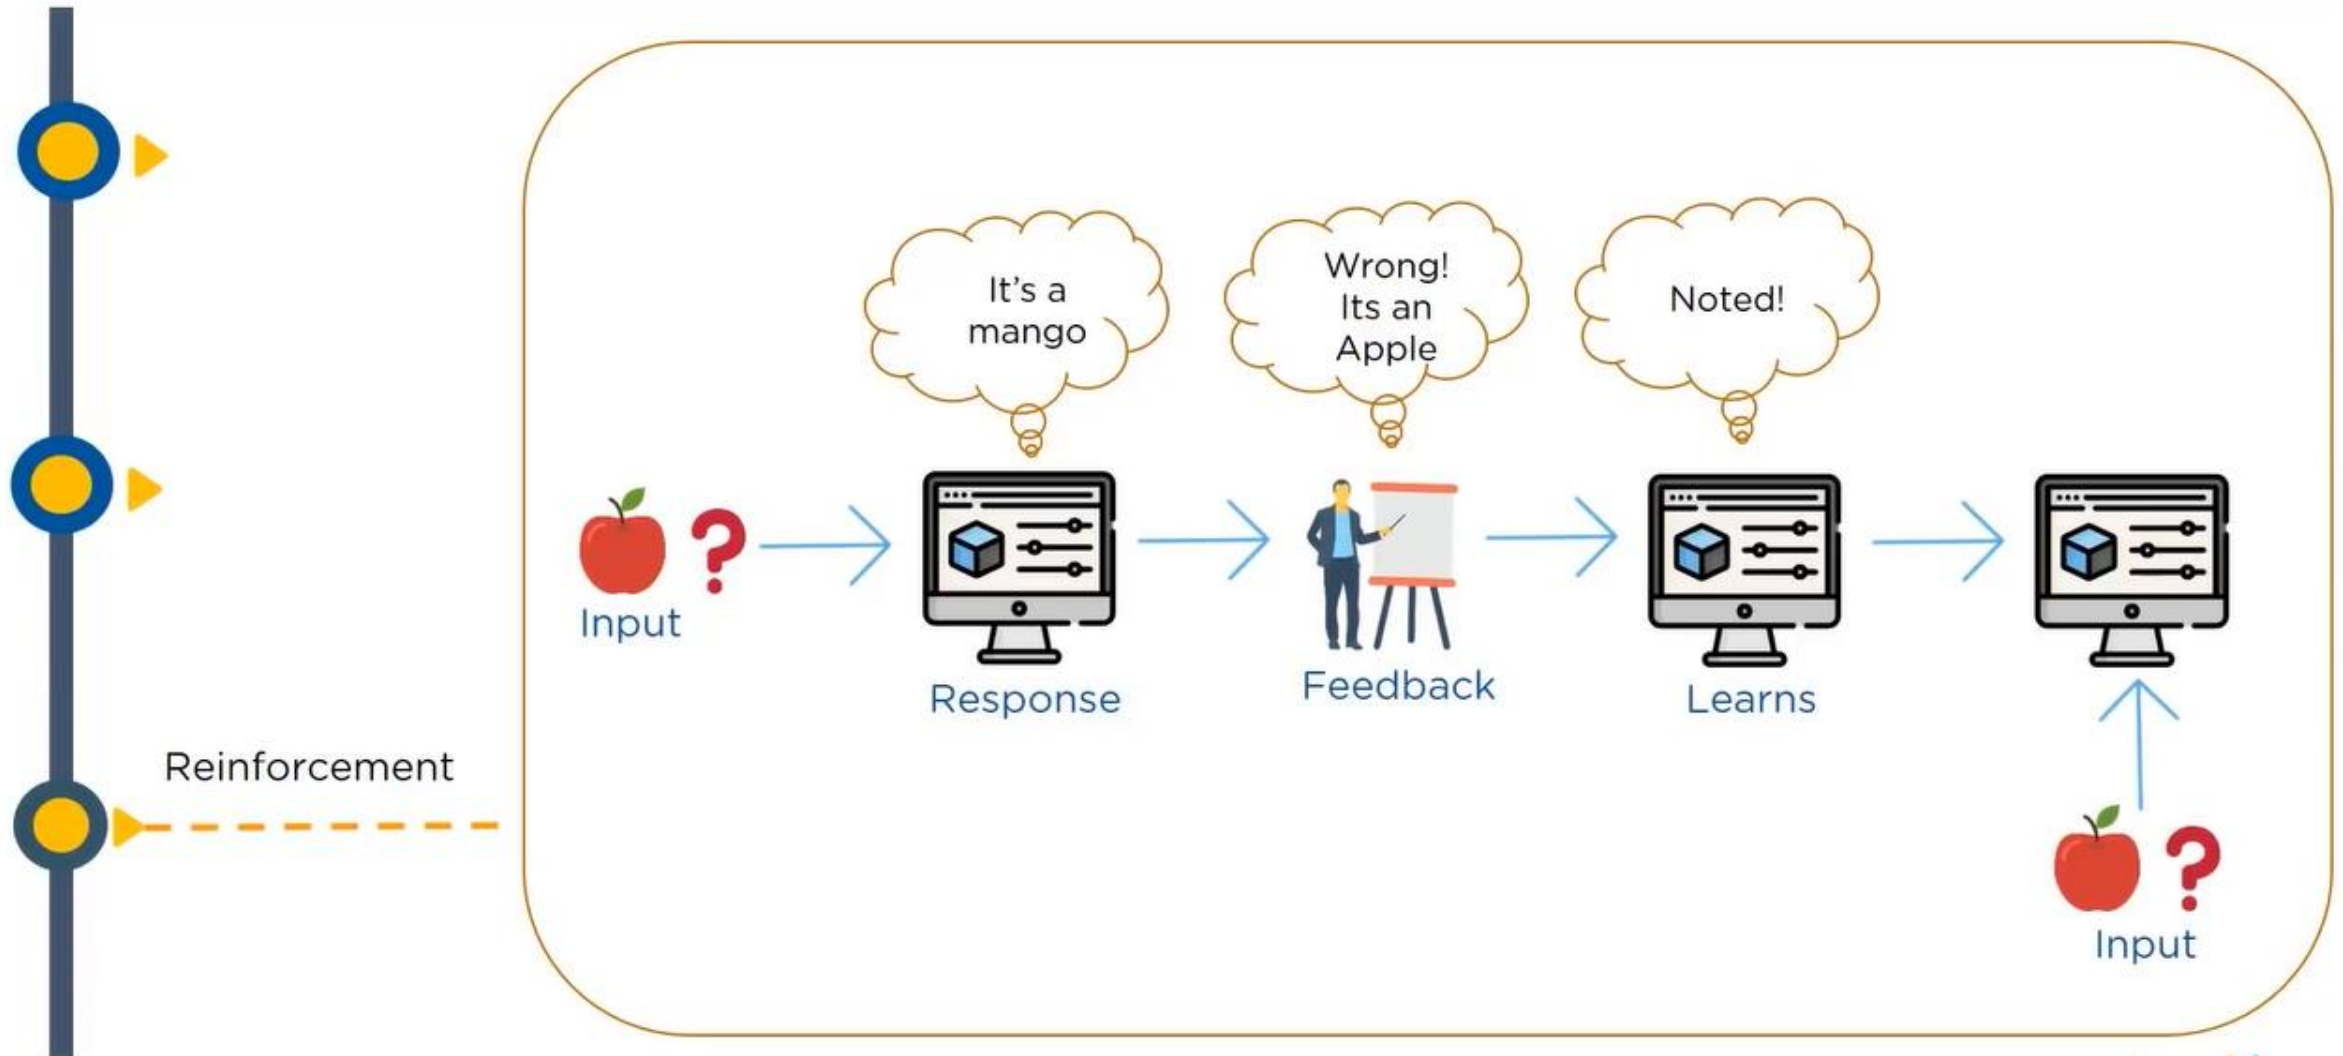 It's a
mango
Wrong!
Its an
Apple
Noted!
Input
Response
Feedback
Learns
Reinforcement
Input